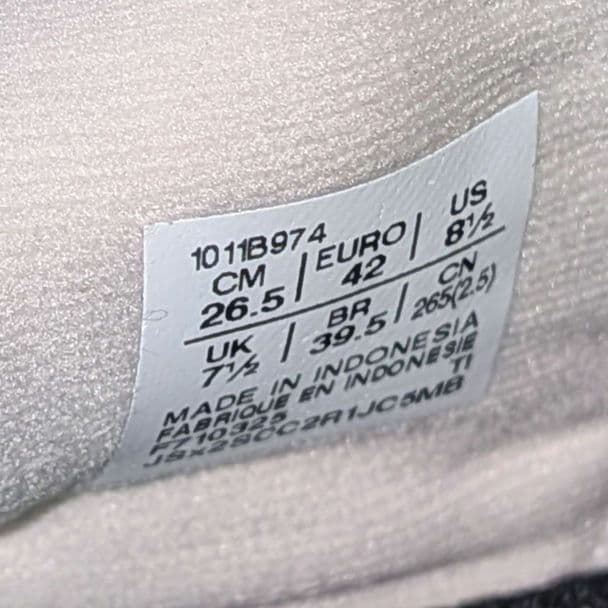 1011B974
CM | EURO | US
26.5 | 42 | 8½
UK | BR | CN
7½ | 39.5 | 265(2.5)
MADE IN INDONESIA
FABRIQUE EN INDONESIE
F710325 TI
JSX2SCC2R1JC5MB